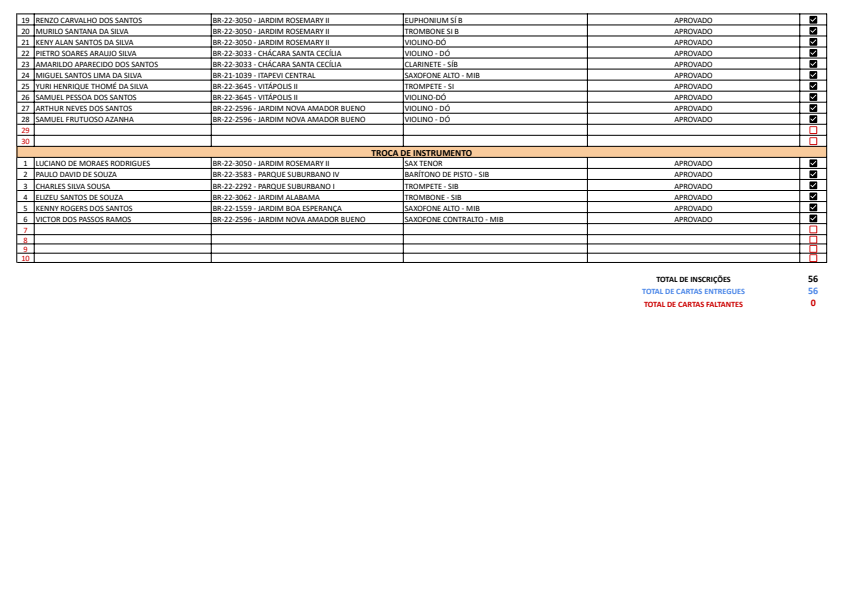 19 RENZO CARVALHO DOS SANTOS BR-22-3050 - JARDIM ROSEMARY II EUPHONIUM SÍ B APROVADO
20 MURILO SANTANA DA SILVA BR-22-3050 - JARDIM ROSEMARY II TROMBONE SI B APROVADO
21 KENY ALAN SANTOS DA SILVA BR-22-3050 - JARDIM ROSEMARY II VIOLINO-DÓ APROVADO
22 PIETRO SOARES ARAUJO SILVA BR-22-3033 - CHÁCARA SANTA CECÍLIA VIOLINO - DÓ APROVADO
23 AMARILDO APARECIDO DOS SANTOS BR-22-3033 - CHÁCARA SANTA CECÍLIA CLARINETE - SÍB APROVADO
24 MIGUEL SANTOS LIMA DA SILVA BR-21-1039 - ITAPEVI CENTRAL SAXOFONE ALTO - MIB APROVADO
25 YURI HENRIQUE THOMÉ DA SILVA BR-22-3645 - VITÁPOLIS II TROMPETE - SI APROVADO
26 SAMUEL PESSOA DOS SANTOS BR-22-3645 - VITÁPOLIS II VIOLINO-DÓ APROVADO
27 ARTHUR NEVES DOS SANTOS BR-22-2596 - JARDIM NOVA AMADOR BUENO VIOLINO - DÓ APROVADO
28 SAMUEL FRUTUOSO AZANHA BR-22-2596 - JARDIM NOVA AMADOR BUENO VIOLINO - DÓ APROVADO
29
30
TROCA DE INSTRUMENTO
1 LUCIANO DE MORAES RODRIGUES BR-22-3050 - JARDIM ROSEMARY II SAX TENOR APROVADO
2 PAULO DAVID DE SOUZA BR-22-3583 - PARQUE SUBURBANO IV BARÍTONO DE PISTO - SIB APROVADO
3 CHARLES SILVA SOUSA BR-22-2292 - PARQUE SUBURBANO I TROMPETE - SIB APROVADO
4 ELIZEU SANTOS DE SOUZA BR-22-3062 - JARDIM ALABAMA TROMBONE - SIB APROVADO
5 KENNY ROGERS DOS SANTOS BR-22-1559 - JARDIM BOA ESPERANÇA SAXOFONE ALTO - MIB APROVADO
6 VICTOR DOS PASSOS RAMOS BR-22-2596 - JARDIM NOVA AMADOR BUENO SAXOFONE CONTRALTO - MIB APROVADO
7
8
9
10
TOTAL DE INSCRIÇÕES 56
TOTAL DE CARTAS ENTREGUES 56
TOTAL DE CARTAS FALTANTES 0